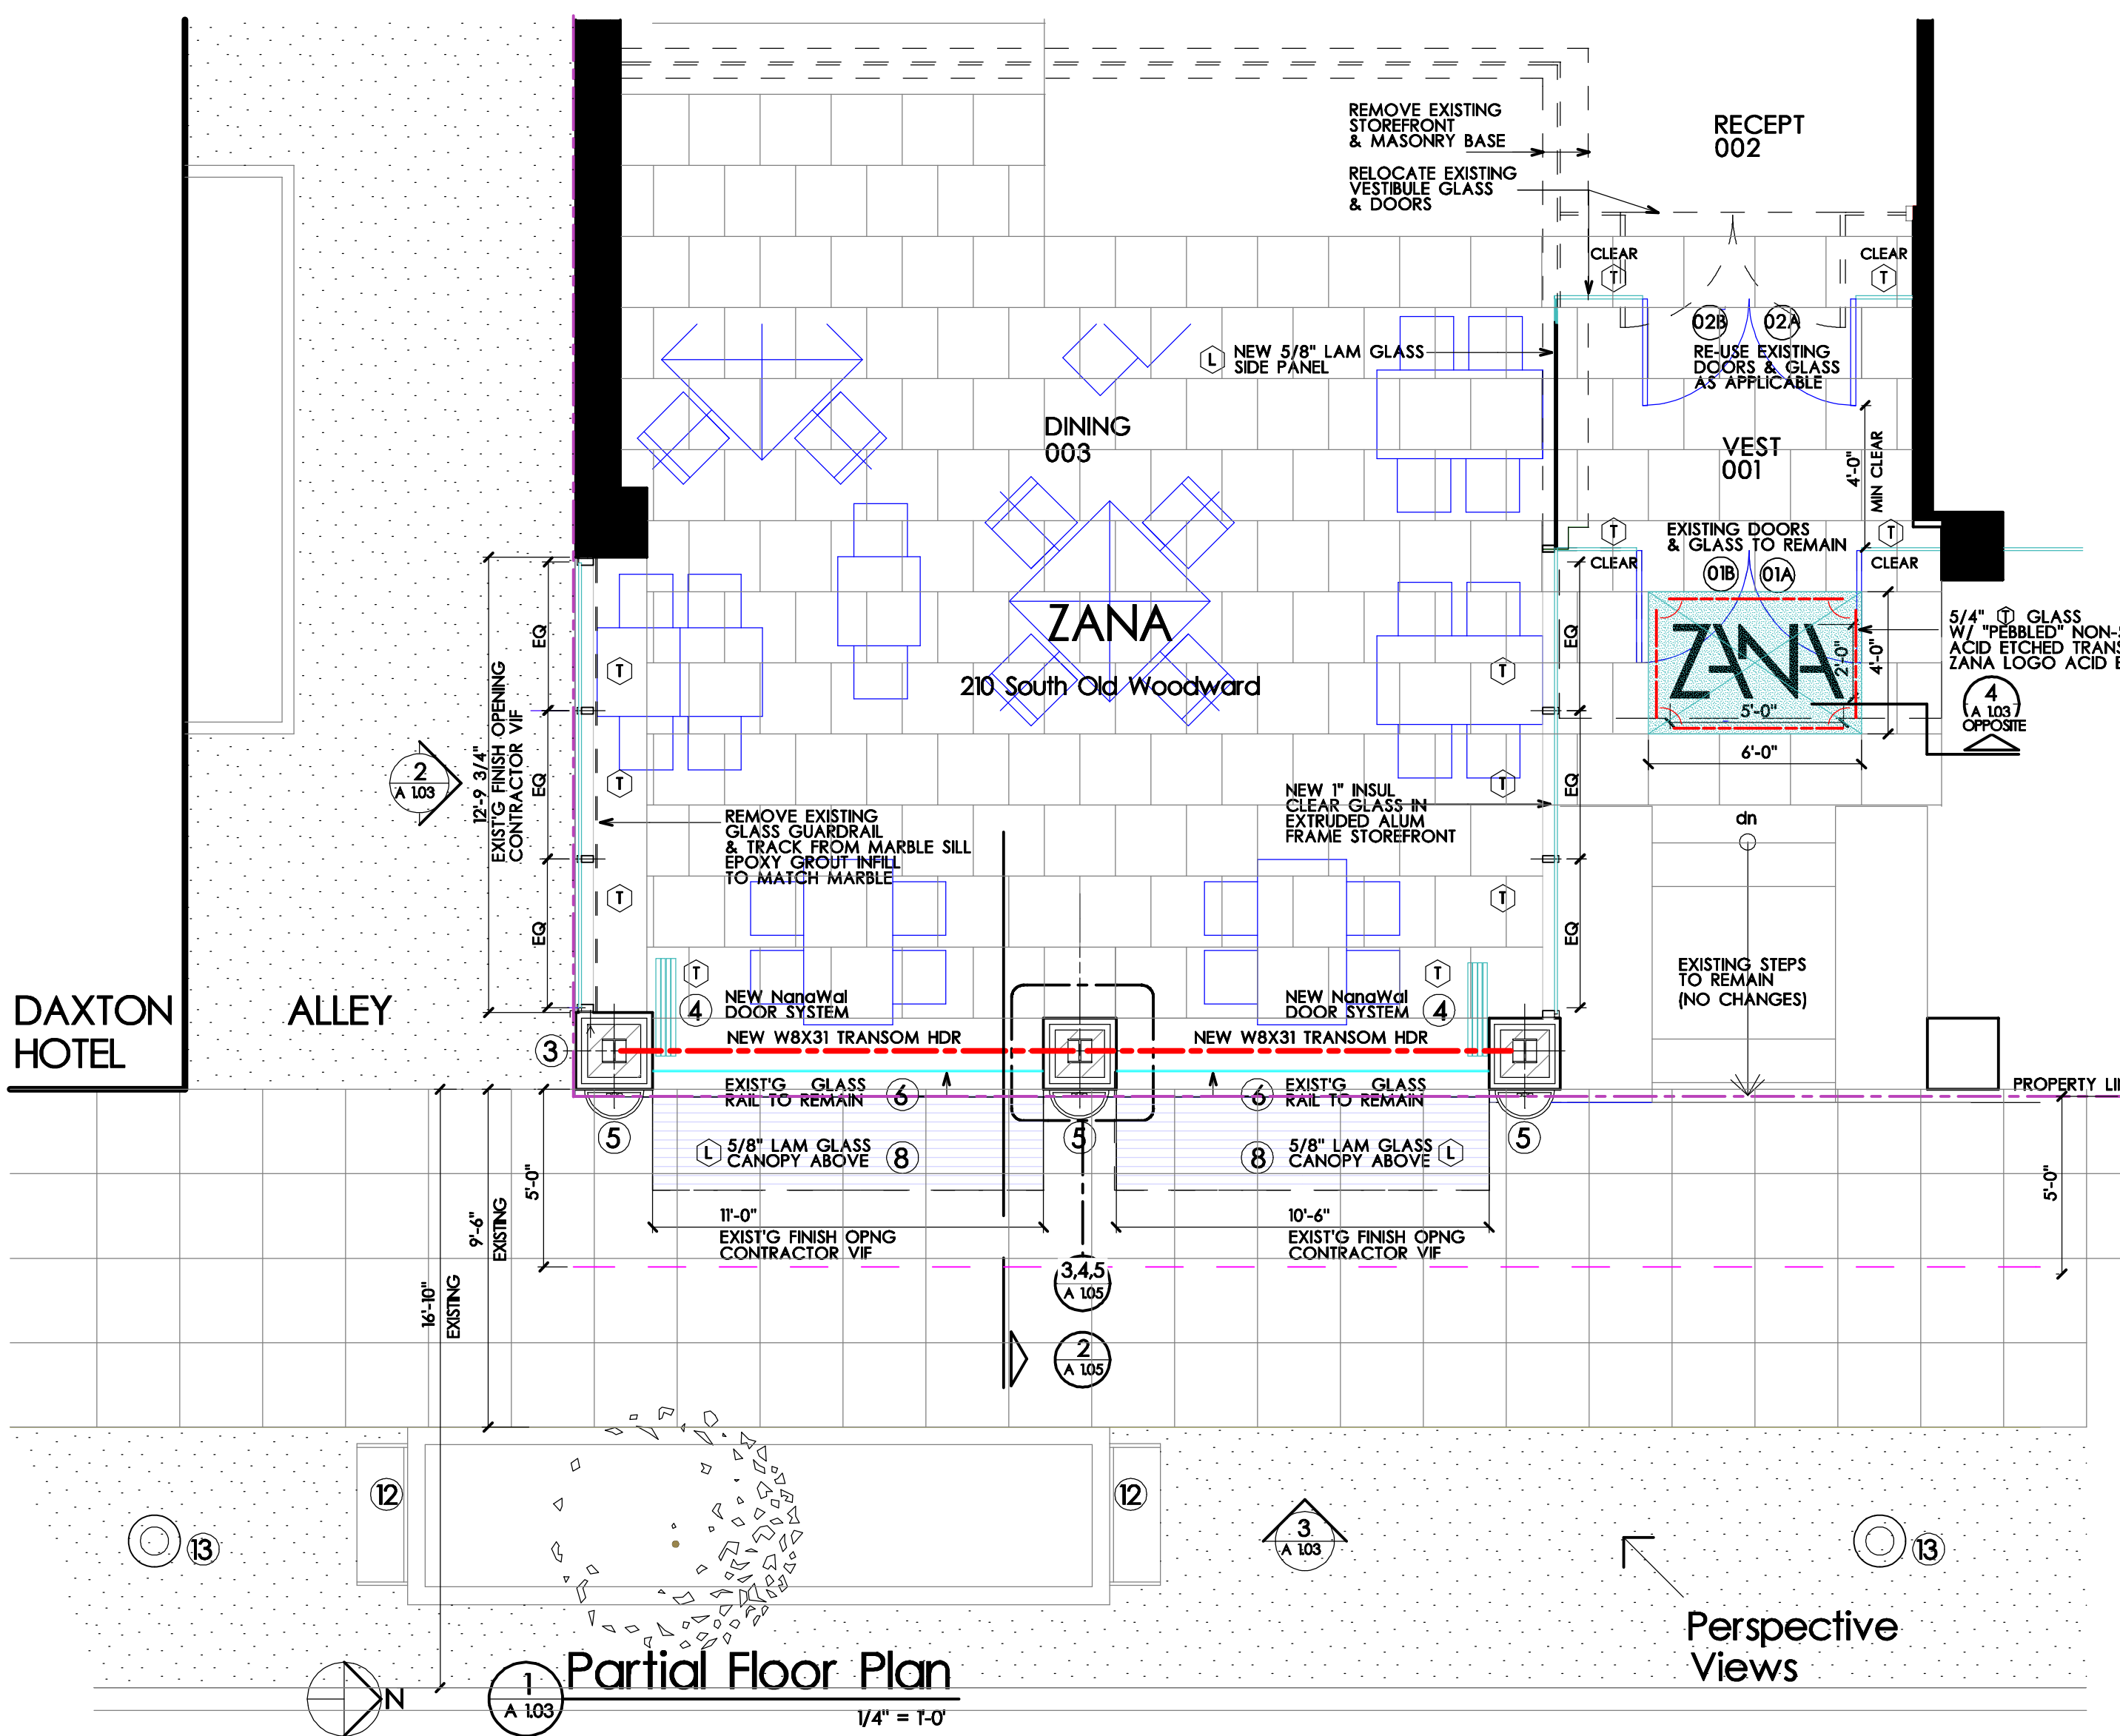 REMOVE EXISTING
STOREFRONT
& MASONRY BASE
RECEPT
002
RELOCATE EXISTING
VESTIBULE GLASS
& DOORS
CLEAR
T
CLEAR
T
02B
02A
L
NEW 5/8" LAM GLASS
SIDE PANEL
RE-USE EXISTING
DOORS & GLASS
AS APPLICABLE
DINING
003
VEST
001
4'-0"
MIN CLEAR
T
EXISTING DOORS
& GLASS TO REMAIN
T
CLEAR
01B
01A
CLEAR
ZANA
210 South Old Woodward
ZANA
2'-0"
4'-0"
5'-0"
6'-0"
5/4" T GLASS
W/ "PEBBLED"
ACID ETCHED
ZANA LOGO ACID
4
A 1.03
OPPOSITE
EQ
EQ
EQ
12'-9 3/4"
EXIST'G FINISH OPENING
CONTRACTOR VIF
2
A 1.03
T
T
T
T
T
T
EQ
EQ
EQ
REMOVE EXISTING
GLASS GUARDRAIL
& TRACK FROM MARBLE SILL
EPOXY GROUT INFILL
TO MATCH MARBLE
NEW 1" INSUL
CLEAR GLASS IN
EXTRUDED ALUM
FRAME STOREFRONT
dn
EXISTING STEPS
TO REMAIN
(NO CHANGES)
DAXTON
HOTEL
ALLEY
T
4
NEW NanaWal
DOOR SYSTEM
NEW NanaWal
DOOR SYSTEM
T
4
3
NEW W8X31 TRANSOM HDR
NEW W8X31 TRANSOM HDR
EXIST'G GLASS
RAIL TO REMAIN
6
6
EXIST'G GLASS
RAIL TO REMAIN
PROPERTY
5
5
5
L
5/8" LAM GLASS
CANOPY ABOVE
8
8
5/8" LAM GLASS
CANOPY ABOVE
L
5'-0"
9'-6"
EXISTING
16'-10"
EXISTING
5'-0"
11'-0"
EXIST'G FINISH OPNG
CONTRACTOR VIF
10'-6"
EXIST'G FINISH OPNG
CONTRACTOR VIF
3,4,5
A 1.05
2
A 1.05
12
12
13
13
3
A 1.03
Perspective
Views
N
1
A 1.03
Partial Floor Plan
1/4" = 1'-0'